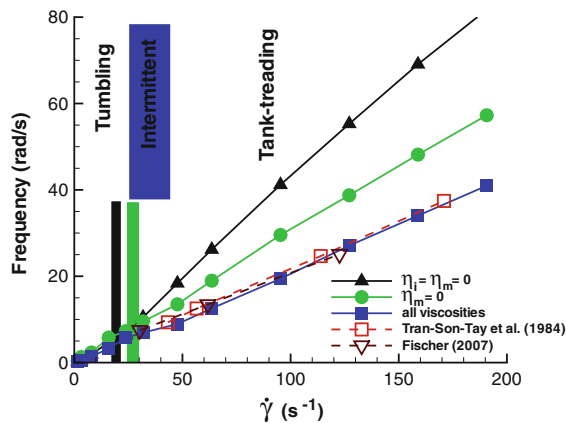 Tumbling
Intermittent
Tank-treading
Frequency (rad/s)
80
60
40
20
0
0 50 100 150 200
γ̇ (s⁻¹)
ηi = ηm = 0
ηm = 0
all viscosities
Tran-Son-Tay et al. (1984)
Fischer (2007)